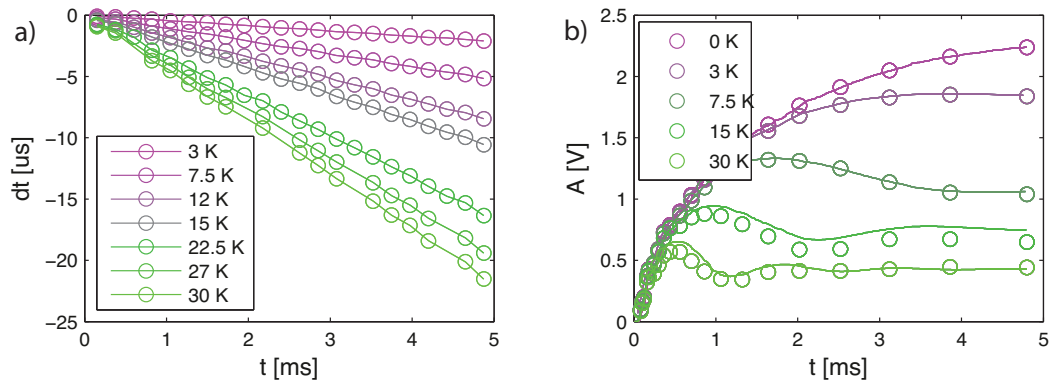 a)
0
−5
−10
−15
−20
−25
dt [us]
3 K
7.5 K
12 K
15 K
22.5 K
27 K
30 K
0 1 2 3 4 5
t [ms]
b)
2.5
2
1.5
1
0.5
0
A [V]
0 K
3 K
7.5 K
15 K
30 K
0 1 2 3 4 5
t [ms]